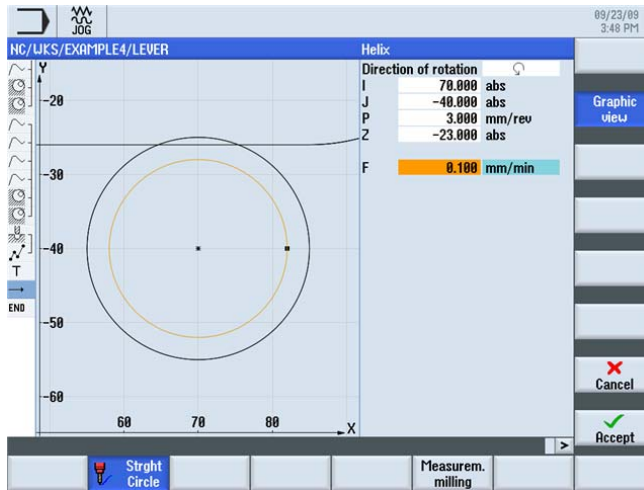 JOG
09/23/09
3:48 PM
NC/WKS/EXAMPLE4/LEVER
Helix
Y
Direction of rotation
I 70.000 abs
J -40.000 abs
P 3.000 mm/rev
Z -23.000 abs
F 0.100 mm/min
-20
-30
-40
-50
-60
60 70 80 X
T
END
Graphic
view
Cancel
Accept
>
Strght
Circle
Measurem.
milling